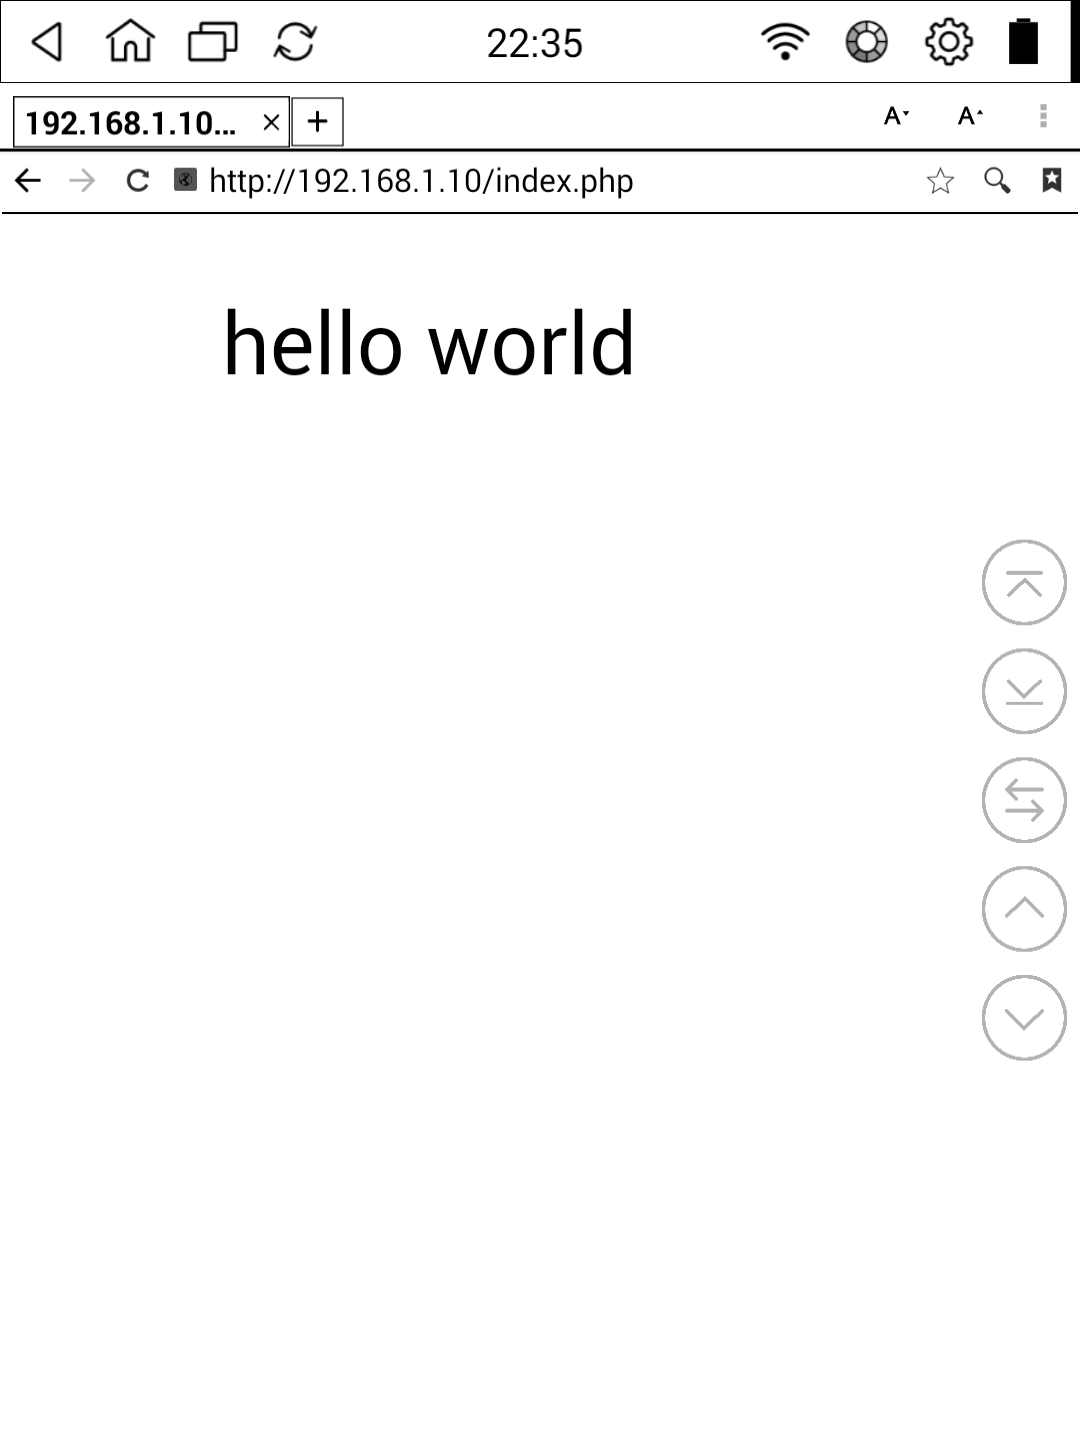 22:35
192.168.1.10...
A A
http://192.168.1.10/index.php
hello world